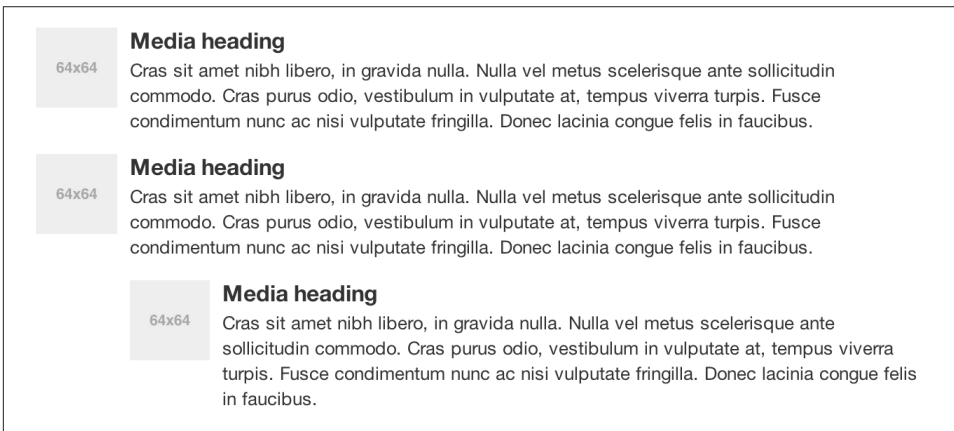 64x64
Media heading
Cras sit amet nibh libero, in gravida nulla. Nulla vel metus scelerisque ante sollicitudin
commodo. Cras purus odio, vestibulum in vulputate at, tempus viverra turpis. Fusce
condimentum nunc ac nisi vulputate fringilla. Donec lacinia congue felis in faucibus.
64x64
Media heading
Cras sit amet nibh libero, in gravida nulla. Nulla vel metus scelerisque ante sollicitudin
commodo. Cras purus odio, vestibulum in vulputate at, tempus viverra turpis. Fusce
condimentum nunc ac nisi vulputate fringilla. Donec lacinia congue felis in faucibus.
64x64
Media heading
Cras sit amet nibh libero, in gravida nulla. Nulla vel metus scelerisque ante
sollicitudin commodo. Cras purus odio, vestibulum in vulputate at, tempus viverra
turpis. Fusce condimentum nunc ac nisi vulputate fringilla. Donec lacinia congue felis
in faucibus.